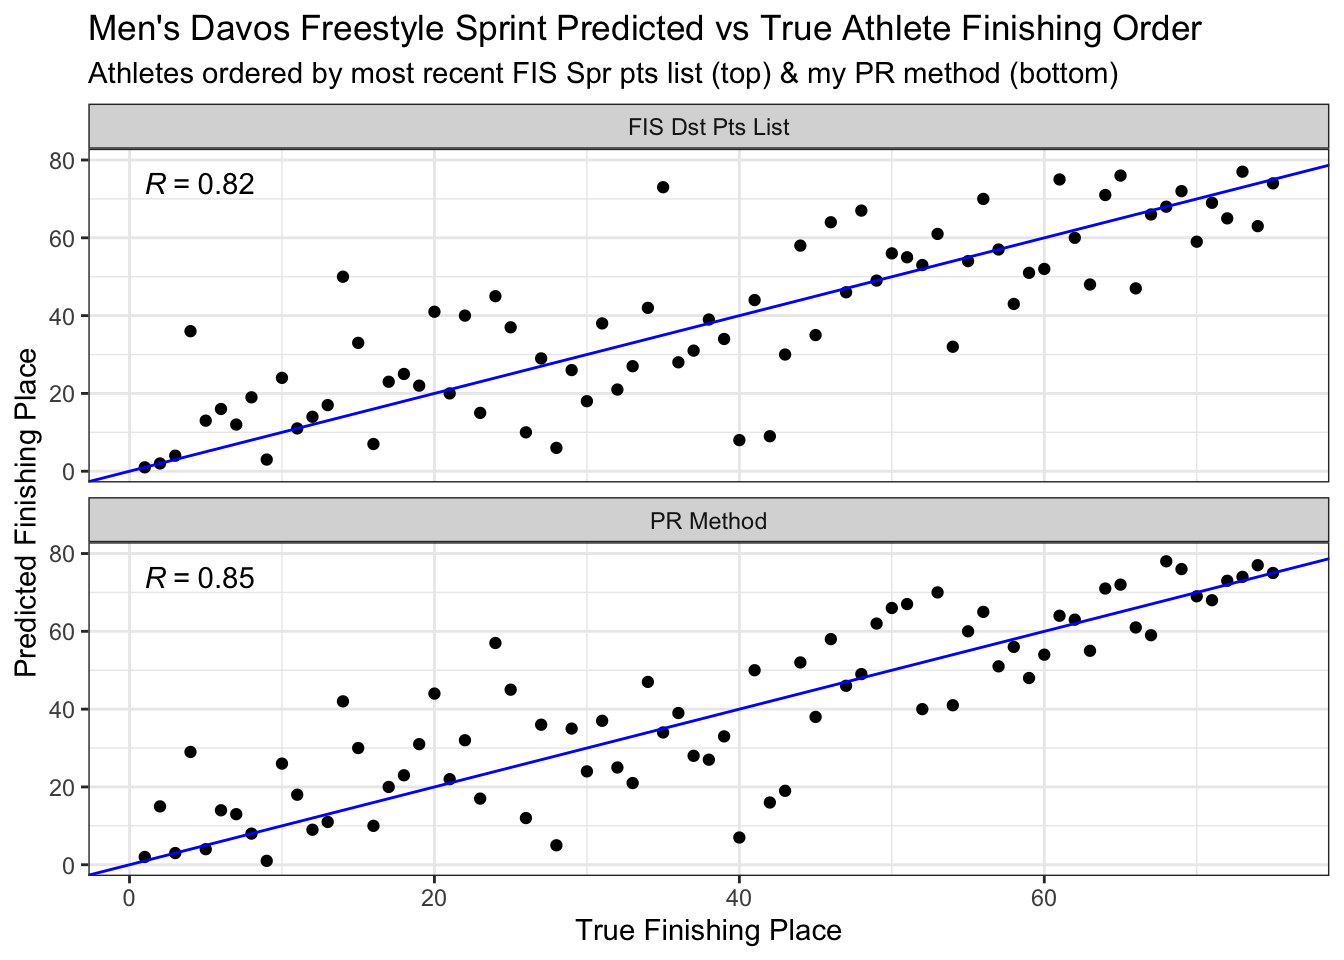 Men's Davos Freestyle Sprint Predicted vs True Athlete Finishing Order
Athletes ordered by most recent FIS Spr pts list (top) & my PR method (bottom)
FIS Dst Pts List
R = 0.82
80
60
40
20
0
PR Method
R = 0.85
80
60
40
20
0
Predicted Finishing Place
0 20 40 60
True Finishing Place